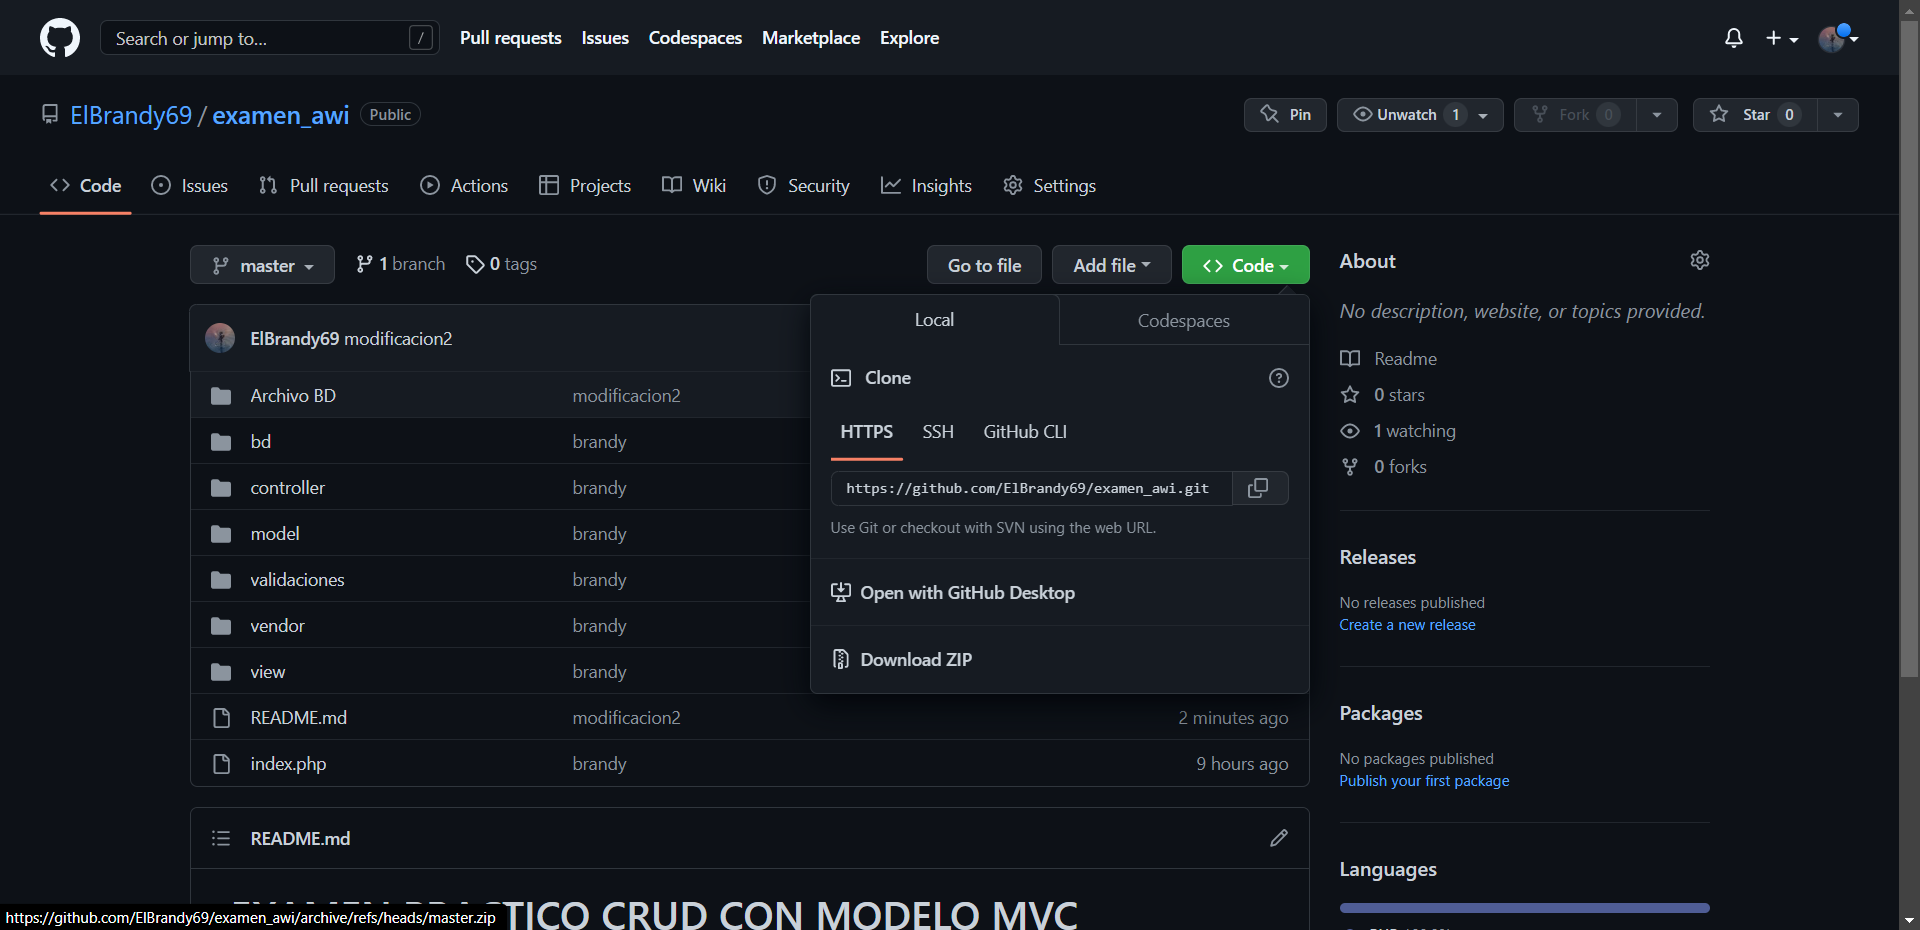 Search or jump to... /
Pull requests Issues Codespaces Marketplace Explore
ElBrandy69 / examen_awi Public
Pin Unwatch 1 Fork 0 Star 0
Code Issues Pull requests Actions Projects Wiki Security Insights Settings
master 1 branch 0 tags
Go to file Add file Code
Local Codespaces
Clone
HTTPS SSH GitHub CLI
https://github.com/ElBrandy69/examen_awi.git
Use Git or checkout with SVN using the web URL.
Open with GitHub Desktop
Download ZIP
ElBrandy69 modificacion2
Archivo BD modificacion2
bd brandy
controller brandy
model brandy
validaciones brandy
vendor brandy
view brandy
README.md modificacion2 2 minutes ago
index.php brandy 9 hours ago
README.md
TICO CRUD CON MODELO MVC
About
No description, website, or topics provided.
Readme
0 stars
1 watching
0 forks
Releases
No releases published
Create a new release
Packages
No packages published
Publish your first package
Languages
https://github.com/ElBrandy69/examen_awi/archive/refs/heads/master.zip